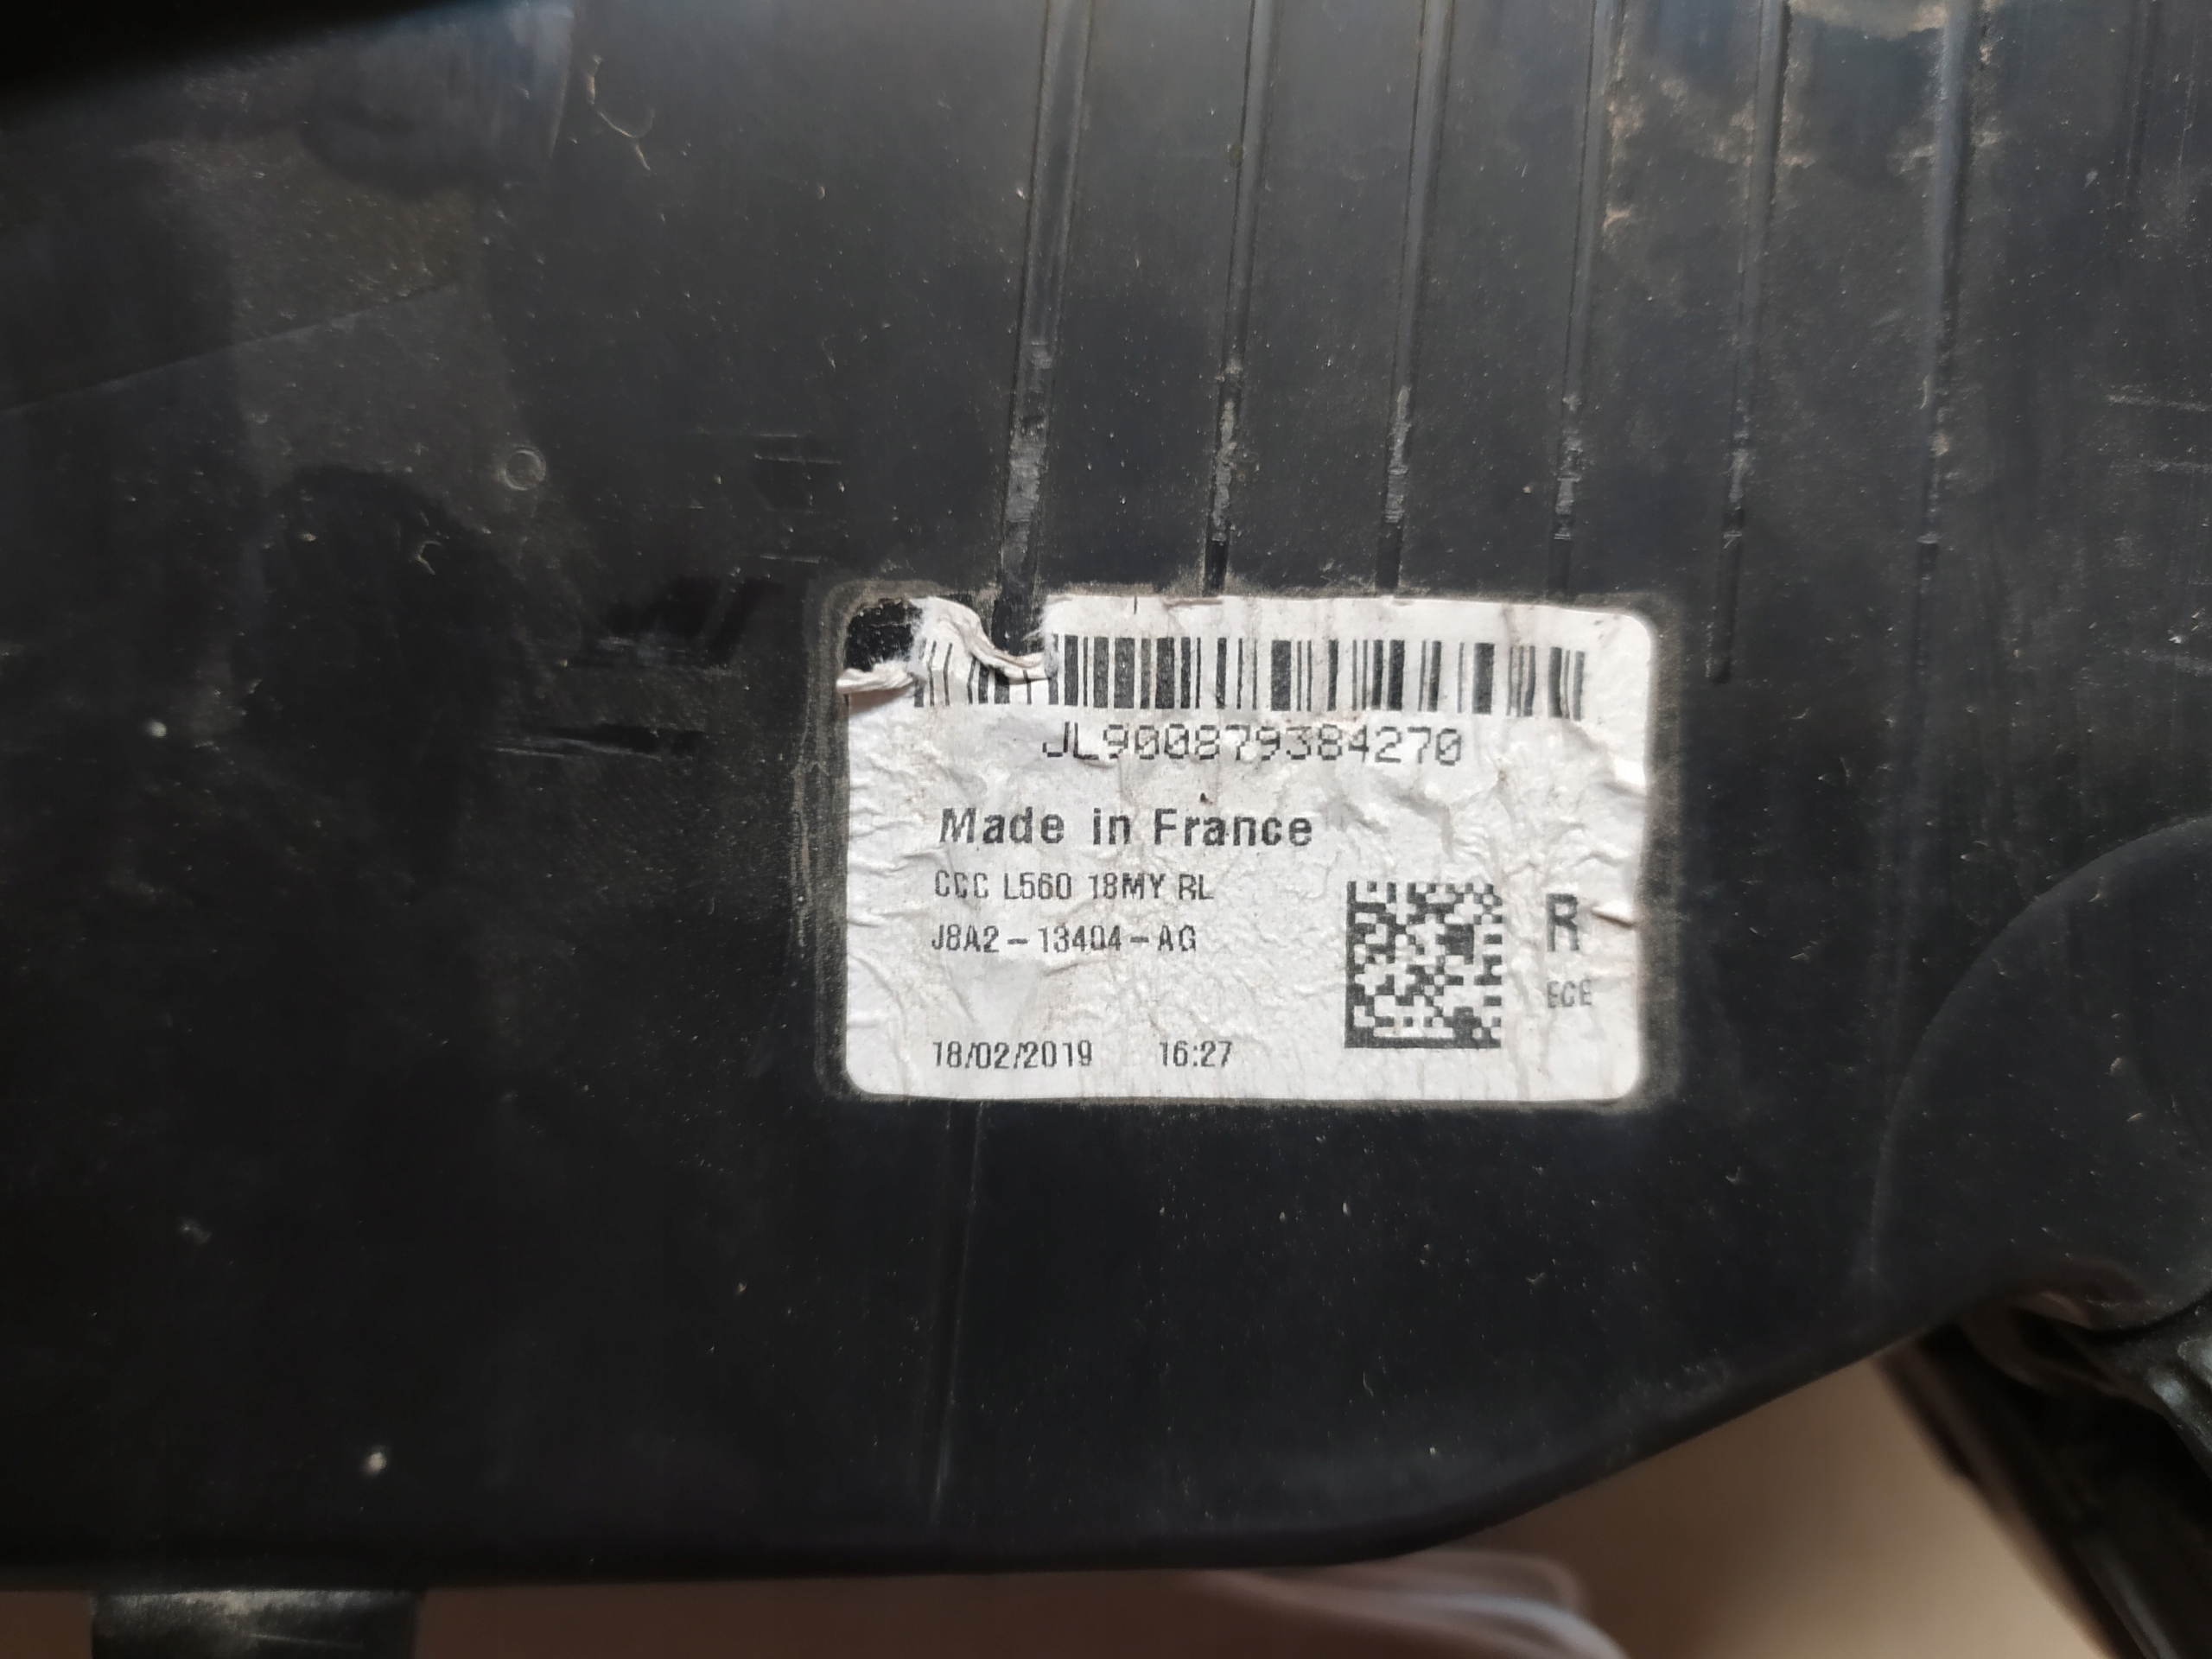 JL900879384270
Made in France
CCC L560 18MY RL
J8A2-13404-AG
R
ECE
18/02/2019 16:27